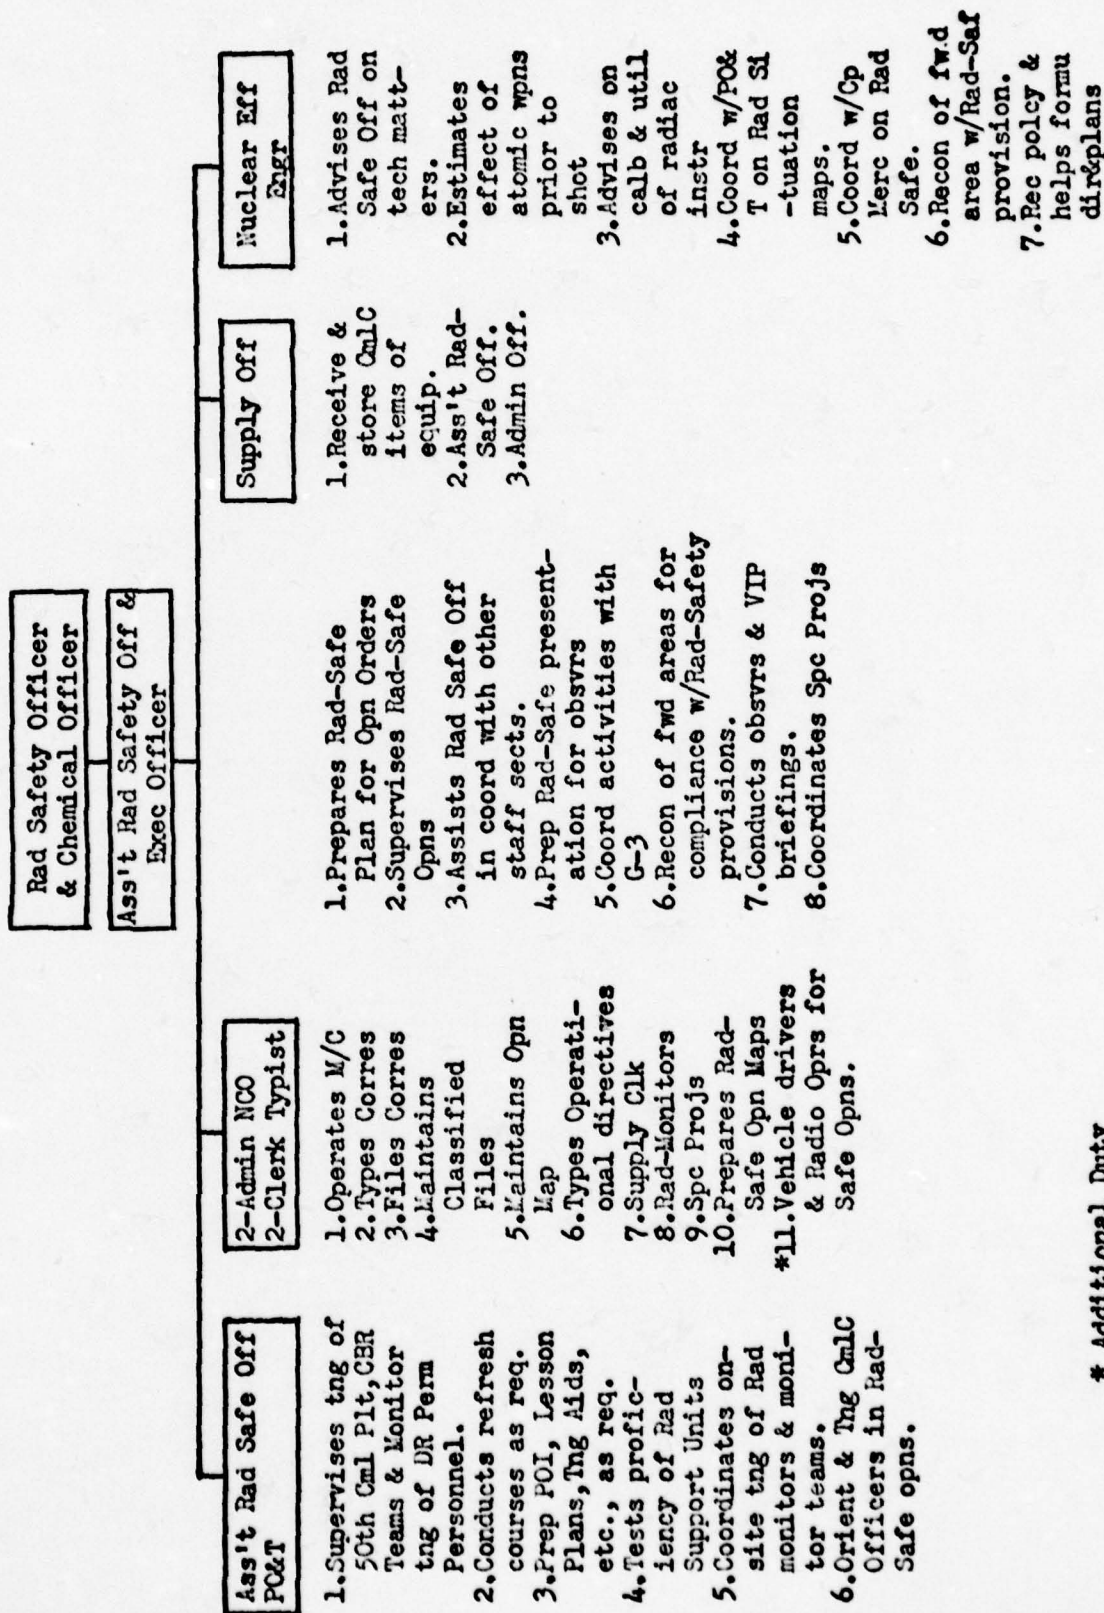 Rad Safety Officer
& Chemical Officer
Ass't Rad Safety Off &
Exec Officer
Ass't Rad Safe Off
PO&T
1.Supervises tng of
50th Cml Plt,CBR
Teams & Monitor
tng of DR Perm
Personnel.
2.Conducts refresh
courses as req.
3.Prep POI, Lesson
Plans,Tng Aids,
etc., as req.
4.Tests profic-
iency of Rad
Support Units
5.Coordinates on-
site tng of Rad
monitors & moni-
tor teams.
6.Orient & Tng CmlC
Officers in Rad-
Safe opns.
2-Admin NCO
2-Clerk Typist
1.Operates M/C
2.Types Corres
3.Files Corres
4.Maintains
Classified
Files
5.Maintains Opn
Map
6.Types Operati-
onal directives
7.Supply Clk
8.Rad-Monitors
9.Spc Projs
10.Prepares Rad-
Safe Opn Maps
*11.Vehicle drivers
& Radio Oprs for
Safe Opns.
1.Prepares Rad-Safe
Plan for Opn Orders
2.Supervises Rad-Safe
Opns
3.Assists Rad Safe Off
in coord with other
staff sects.
4.Prep Rad-Safe present-
ation for obsvrs
5.Coord activities with
G-3
6.Recon of fwd areas for
compliance w/Rad-Safety
provisions.
7.Conducts obsvrs & VIP
briefings.
8.Coordinates Spc Projs
Supply Off
1.Receive &
store CmlC
items of
equip.
2.Ass't Rad-
Safe Off.
3.Admin Off.
Nuclear Eff
Engr
1.Advises Rad
Safe Off on
tech matt-
ers.
2.Estimates
effect of
atomic wpns
prior to
shot
3.Advises on
calb & util
of radiac
instr
4.Coord w/PO&
T on Rad Si
-tuation
maps.
5.Coord w/Cp
Merc on Rad
Safe.
6.Recon of fwd
area w/Rad-Saf
provision.
7.Rec policy &
helps formu
dir&plans
* Additional Duty